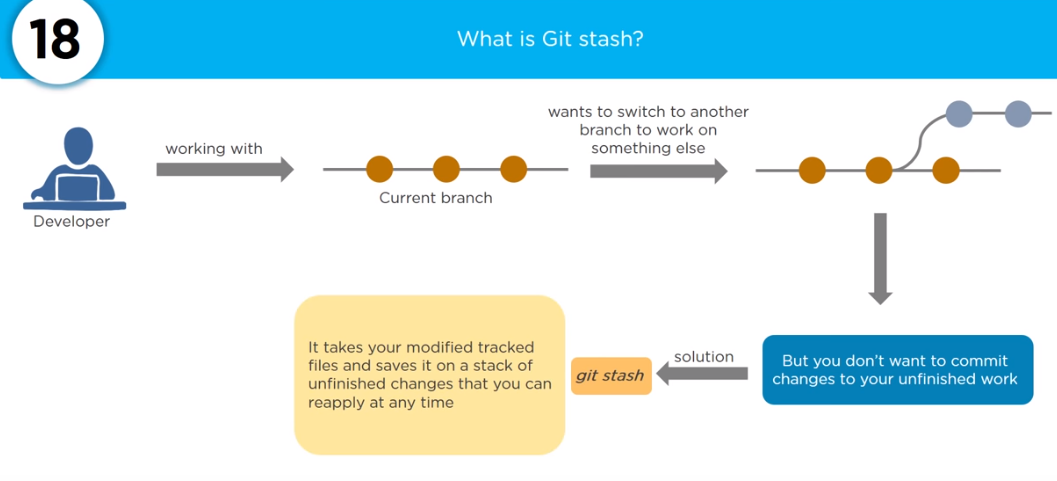 18
What is Git stash?
wants to switch to another
branch to work on
something else
working with
Current branch
Developer
But you don't want to commit
changes to your unfinished work
solution
git stash
It takes your modified tracked
files and saves it on a stack of
unfinished changes that you can
reapply at any time